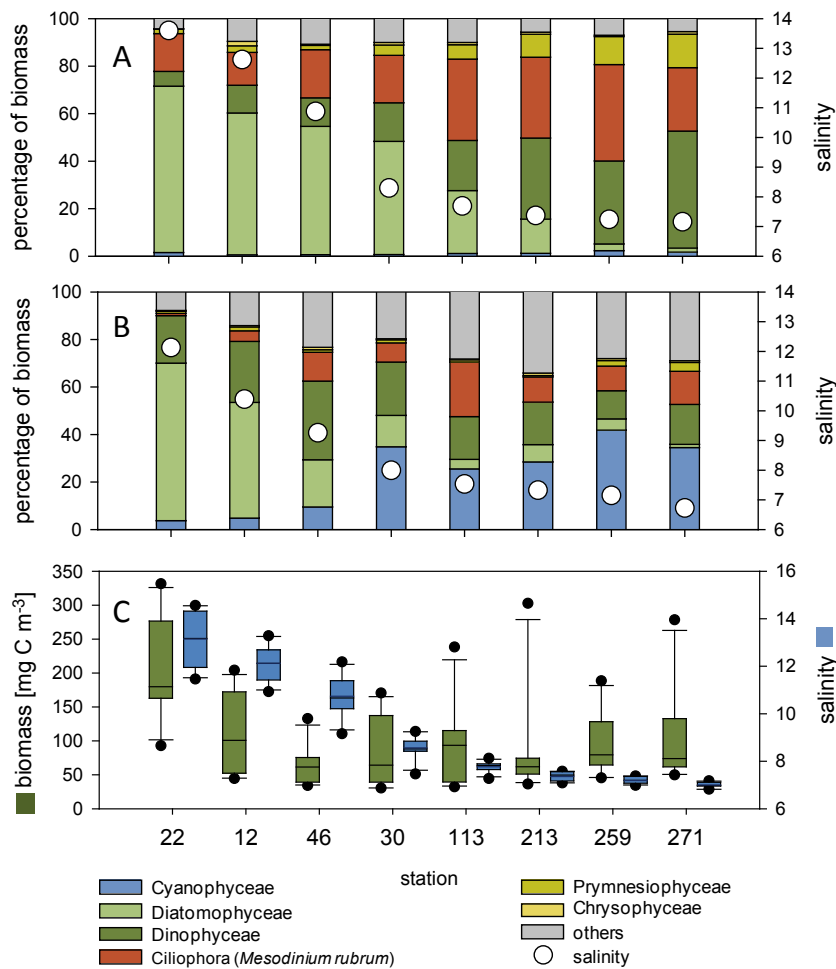 A
percentage of biomass
100
80
60
40
20
0
14
13
12
11
10
9
8
7
6
salinity
B
percentage of biomass
100
80
60
40
20
0
14
13
12
11
10
9
8
7
6
salinity
C
biomass [mg C m-3]
350
300
250
200
150
100
50
0
16
14
12
10
8
6
salinity
22 12 46 30 113 213 259 271
station
Cyanophyceae
Diatomophyceae
Dinophyceae
Ciliophora (Mesodinium rubrum)
Prymnesiophyceae
Chrysophyceae
others
salinity